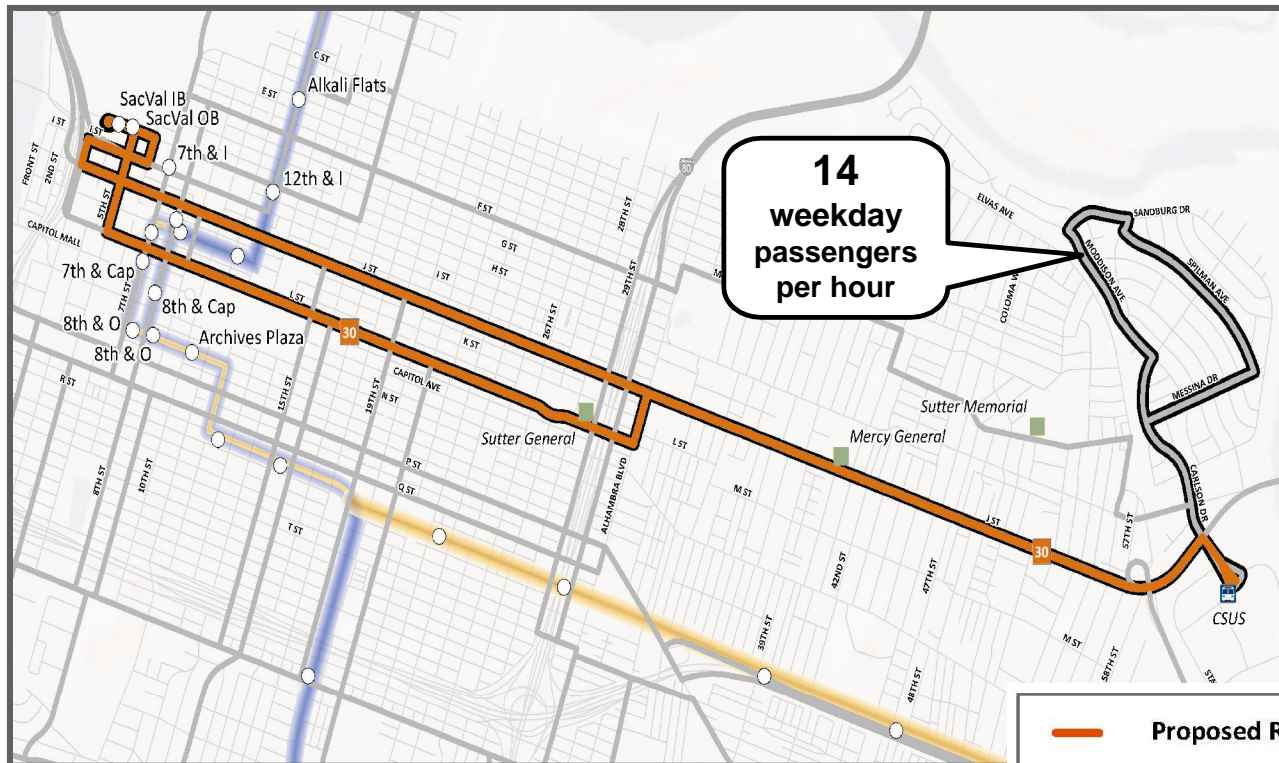 C ST
Alkali Flats
E ST
SacVal IB
SacVal OB
I ST
I ST
FRONT ST
2ND ST
7th & I
12th & I
5TH ST
CAPITOL MALL
80
14
weekday
passengers
per hour
F ST
G ST
H ST
28TH ST
29TH ST
J ST
I ST
ELVAS AVE
SANDBURG DR
MODDISON AVE
SPILMAN AVE
COLOMA W
M
7th & Cap
7TH ST
8th & Cap
L ST
30
K ST
26TH ST
8th & O
8th & O
Archives Plaza
CAPITOL AVE
R ST
15TH ST
19TH ST
N ST
MESSINA DR
Sutter General
Sutter Memorial
Mercy General
L ST
8TH ST
10TH ST
P ST
Q ST
M ST
ALHAMBRA BLVD
CARLSON DR
T ST
J ST
57TH ST
30
42ND ST
47TH ST
CSUS
39TH ST
M ST
48TH ST
58TH ST
STA
Proposed R